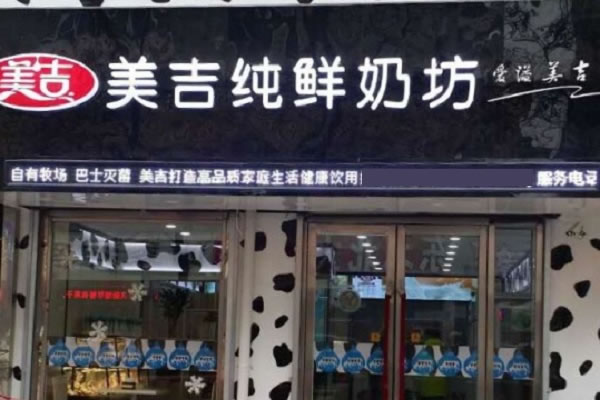 美吉
美吉纯鲜奶坊
爱滋美吉
自有牧场 巴士灭菌 美吉打造高品质家庭生活健康饮用
服务电